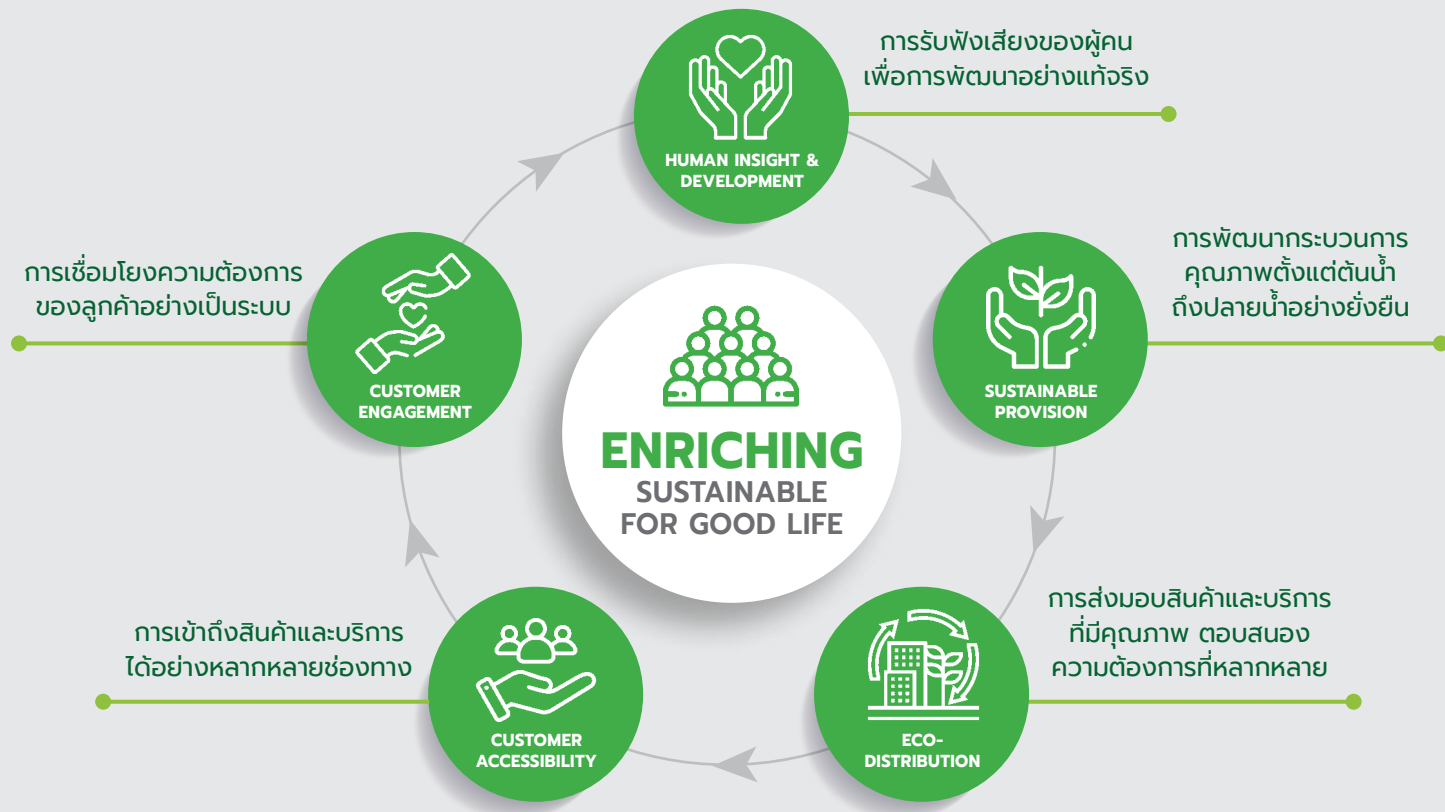 การรับฟังเสียงของผู้คน
เพื่อการพัฒนาอย่างแท้จริง
HUMAN INSIGHT &
DEVELOPMENT
การพัฒนากระบวนการ
คุณภาพตั้งแต่ต้นน้ำ
ถึงปลายน้ำอย่างยั่งยืน
SUSTAINABLE
PROVISION
การส่งมอบสินค้าและบริการ
ที่มีคุณภาพ ตอบสนอง
ความต้องการที่หลากหลาย
ECO-
DISTRIBUTION
การเข้าถึงสินค้าและบริการ
ได้อย่างหลากหลายช่องทาง
CUSTOMER
ACCESSIBILITY
การเชื่อมโยงความต้องการ
ของลูกค้าอย่างเป็นระบบ
CUSTOMER
ENGAGEMENT
ENRICHING
SUSTAINABLE
FOR GOOD LIFE